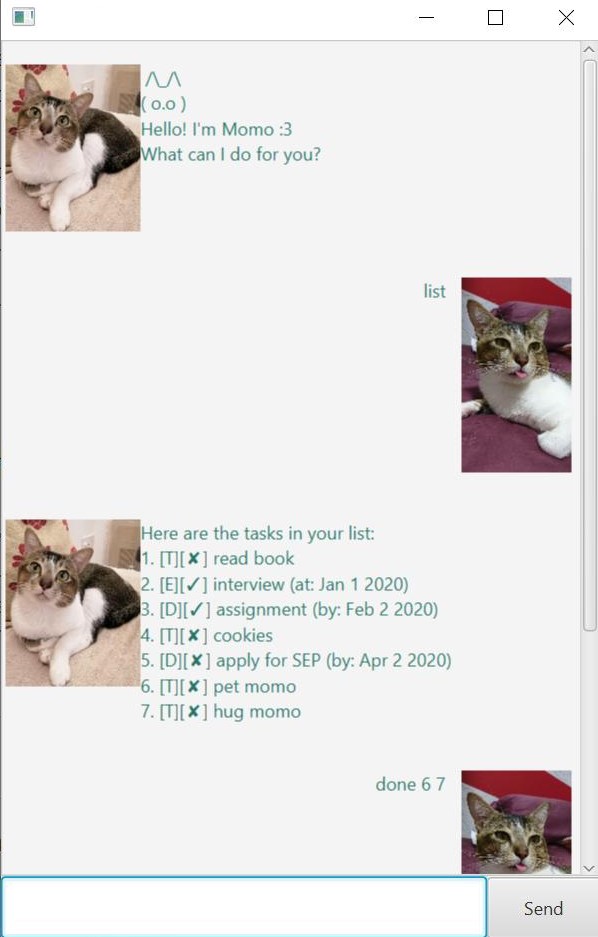 /\_/\
( o.o )
Hello! I'm Momo :3
What can I do for you?
list
Here are the tasks in your list:
1. [T][✘] read book
2. [E][✓] interview (at: Jan 1 2020)
3. [D][✓] assignment (by: Feb 2 2020)
4. [T][✘] cookies
5. [D][✘] apply for SEP (by: Apr 2 2020)
6. [T][✘] pet momo
7. [T][✘] hug momo
done 6 7
Send